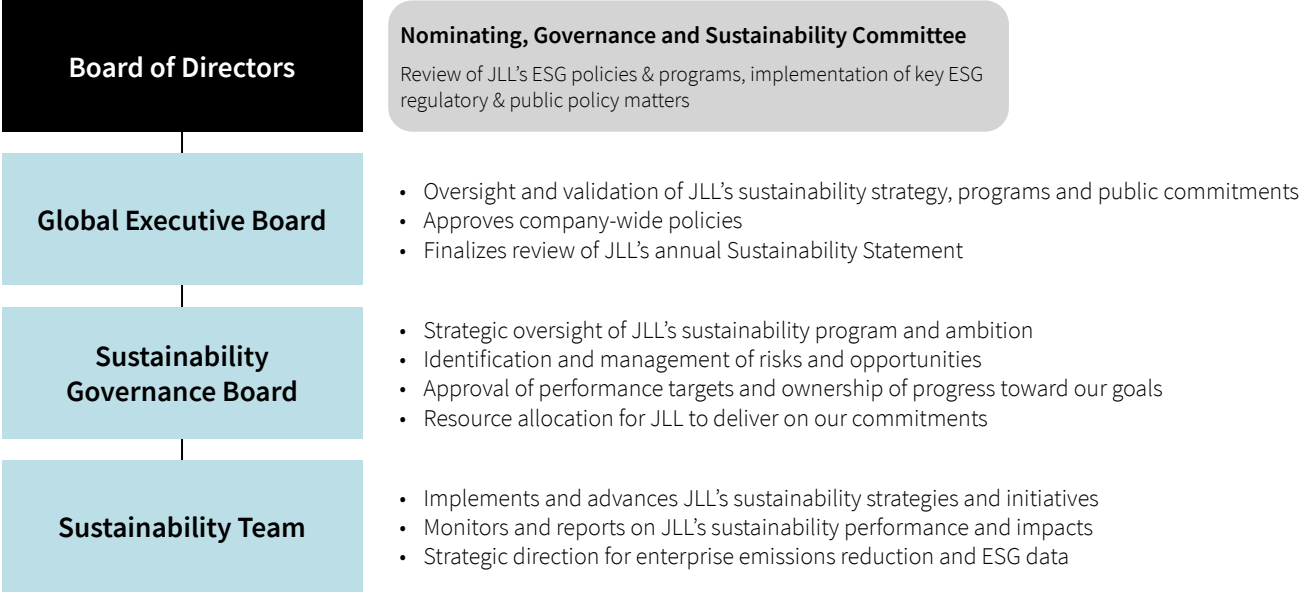 Board of Directors
Nominating, Governance and Sustainability Committee
Review of JLL’s ESG policies & programs, implementation of key ESG
regulatory & public policy matters
Global Executive Board
• Oversight and validation of JLL’s sustainability strategy, programs and public commitments
• Approves company-wide policies
• Finalizes review of JLL’s annual Sustainability Statement
Sustainability
Governance Board
• Strategic oversight of JLL’s sustainability program and ambition
• Identification and management of risks and opportunities
• Approval of performance targets and ownership of progress toward our goals
• Resource allocation for JLL to deliver on our commitments
Sustainability Team
• Implements and advances JLL’s sustainability strategies and initiatives
• Monitors and reports on JLL’s sustainability performance and impacts
• Strategic direction for enterprise emissions reduction and ESG data